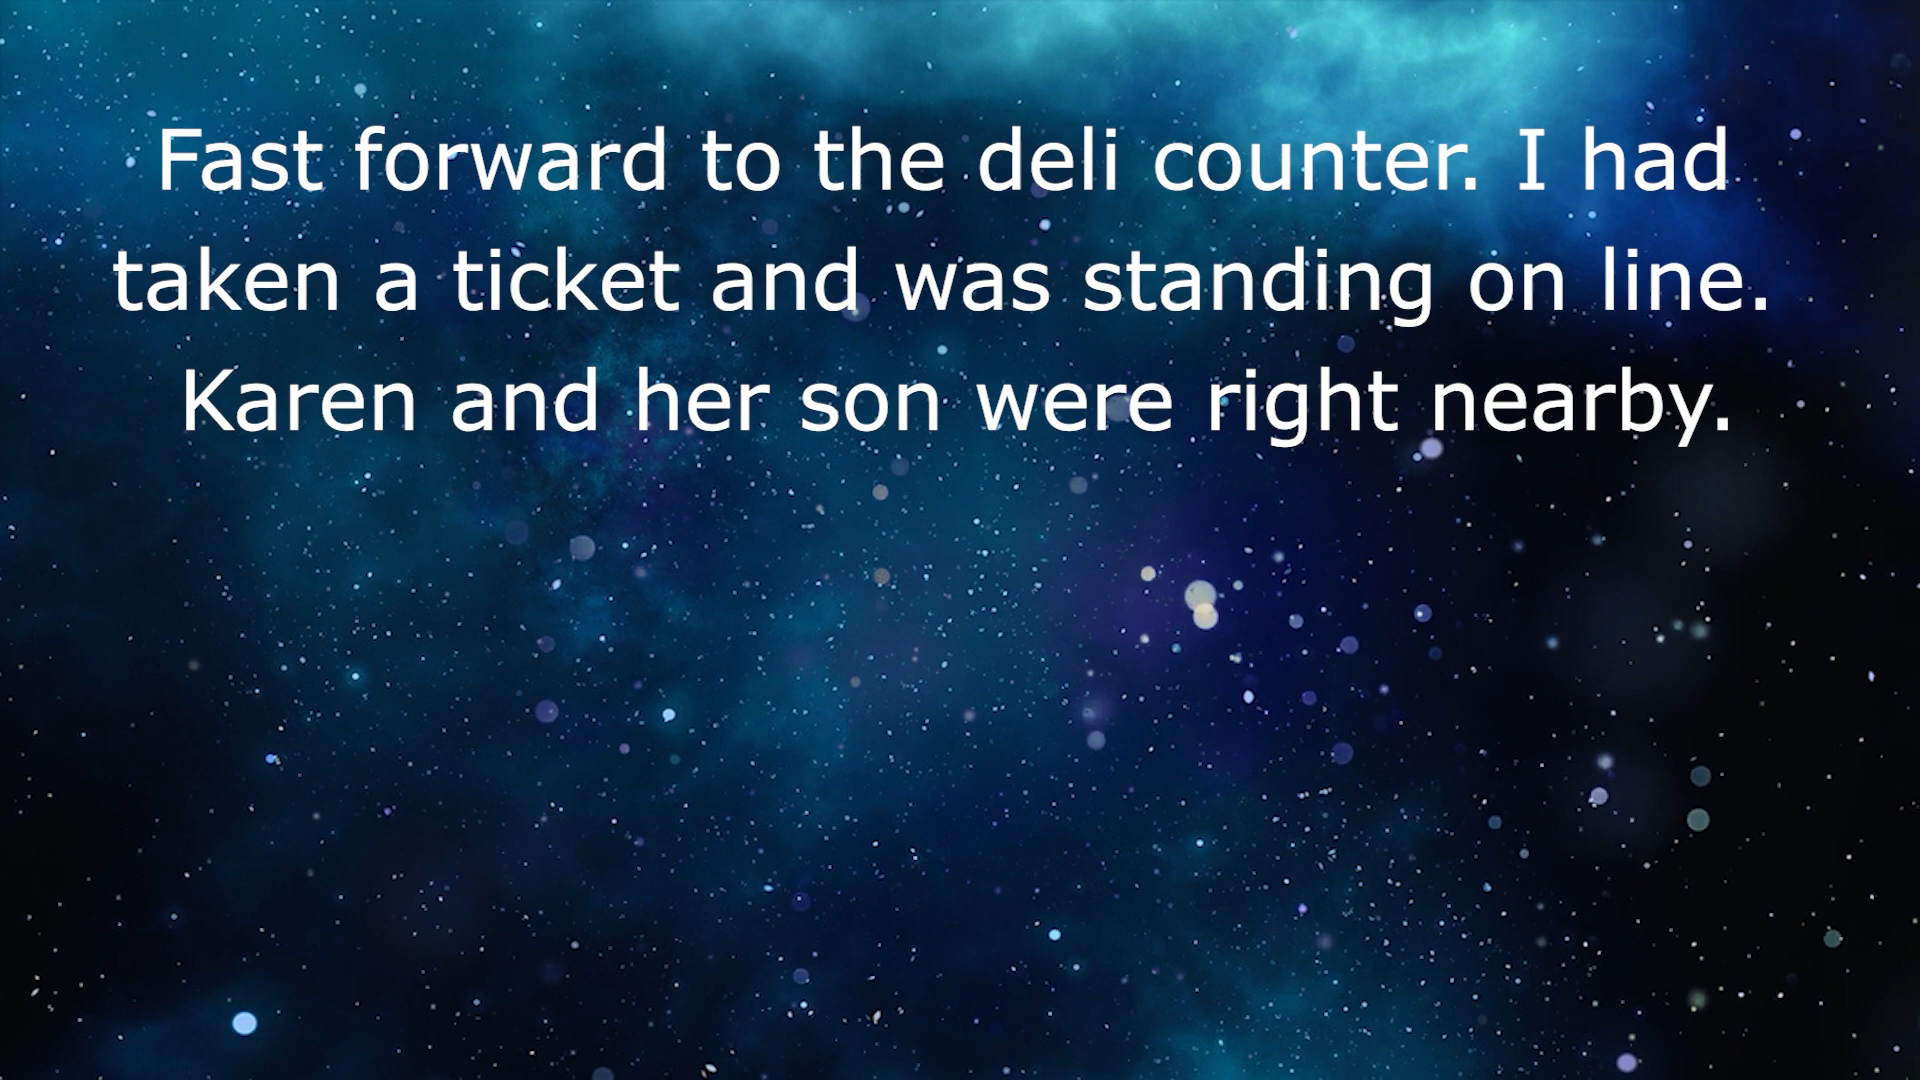 Fast forward to the deli counter. I had
taken a ticket and was standing on line.
Karen and her son were right nearby.